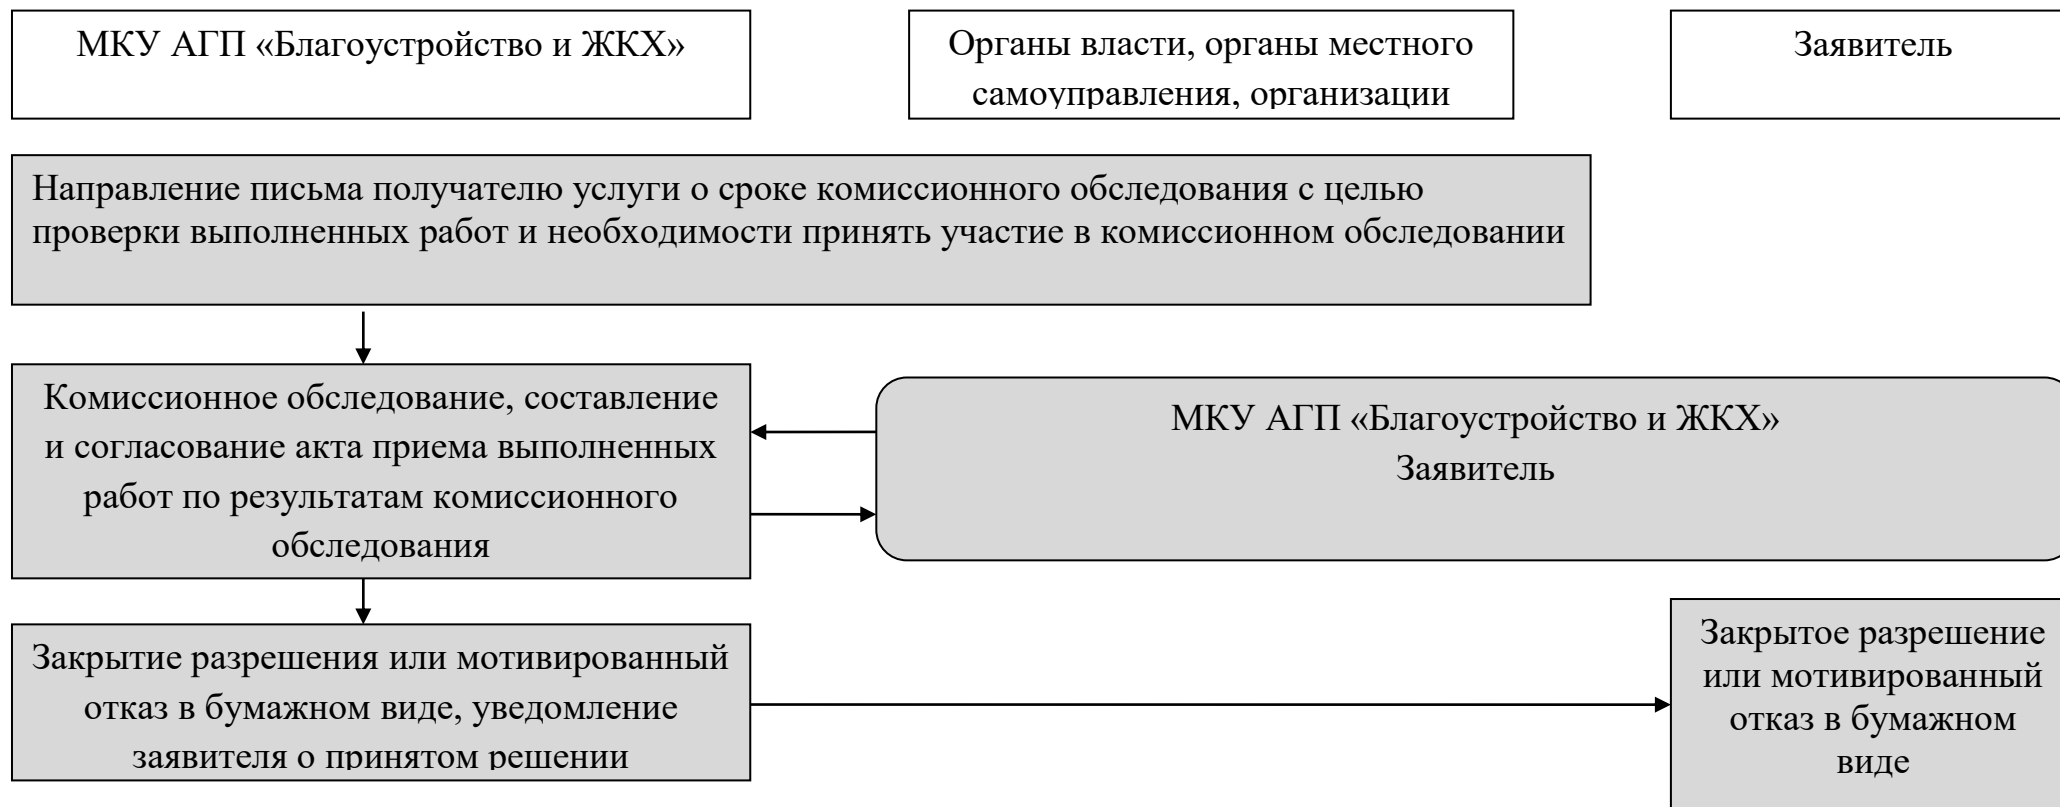 МКУ АГП «Благоустройство и ЖКХ»
Органы власти, органы местного
самоуправления, организации
Заявитель
Направление письма получателю услуги о сроке комиссионного обследования с целью
проверки выполненных работ и необходимости принять участие в комиссионном обследовании
Комиссионное обследование, составление
и согласование акта приема выполненных
работ по результатам комиссионного
обследования
МКУ АГП «Благоустройство и ЖКХ»
Заявитель
Закрытие разрешения или мотивированный
отказ в бумажном виде, уведомление
заявителя о принятом решении
Закрытое разрешение
или мотивированный
отказ в бумажном
виде